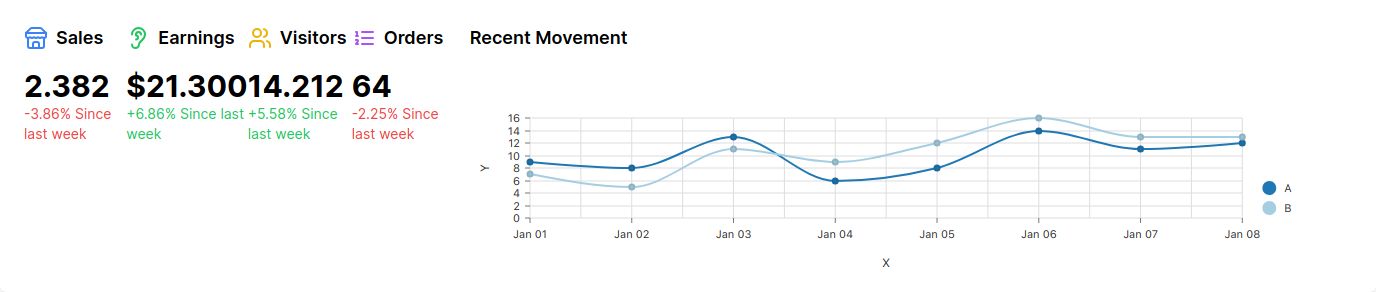 Sales
Earnings
Visitors
Orders
Recent Movement
2.382
$21.300
14.212
64
-3.86% Since
last week
+6.86% Since last
week
+5.58% Since
last week
-2.25% Since
last week
16
14
10
8
6
4
2
0
Y
Jan 01
Jan 02
Jan 03
Jan 04
Jan 05
Jan 06
Jan 07
Jan 08
X
A
B